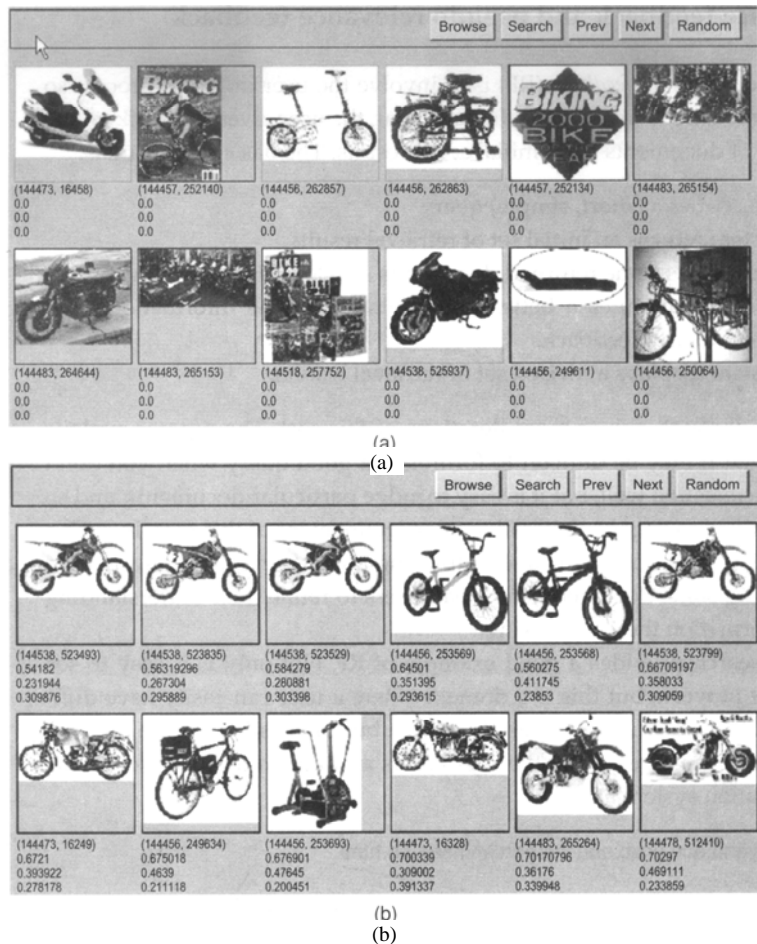 Browse Search Prev Next Random
BIKING
BIKING
2000
BIKE
YEAR
(144473, 16458) (144457, 252140) (144456, 262857) (144456, 262863) (144457, 252134) (144483, 265154)
0.0 0.0 0.0 0.0 0.0 0.0
0.0 0.0 0.0 0.0 0.0 0.0
0.0 0.0 0.0 0.0 0.0 0.0
(144483, 264644) (144483, 265153) (144518, 257752) (144538, 525937) (144456, 249611) (144456, 250064)
0.0 0.0 0.0 0.0 0.0 0.0
0.0 0.0 0.0 0.0 0.0 0.0
0.0 0.0 0.0 0.0 0.0 0.0
(a)
(a)
Browse Search Prev Next Random
(144538, 523493) (144538, 523835) (144538, 523529) (144456, 253569) (144456, 253568) (144538, 523799)
0.54182 0.56319296 0.584279 0.64501 0.560275 0.66709197
0.231944 0.267304 0.280881 0.351395 0.411745 0.358033
0.309876 0.295889 0.303398 0.293615 0.23853 0.309059
(144473, 16249) (144456, 249634) (144456, 253693) (144473, 16328) (144483, 265264) (144478, 512410)
0.6721 0.675018 0.676901 0.700339 0.70170796 0.70297
0.393922 0.4639 0.47645 0.309002 0.36176 0.469111
0.278178 0.211118 0.200451 0.391337 0.339948 0.233859
(b)
(b)